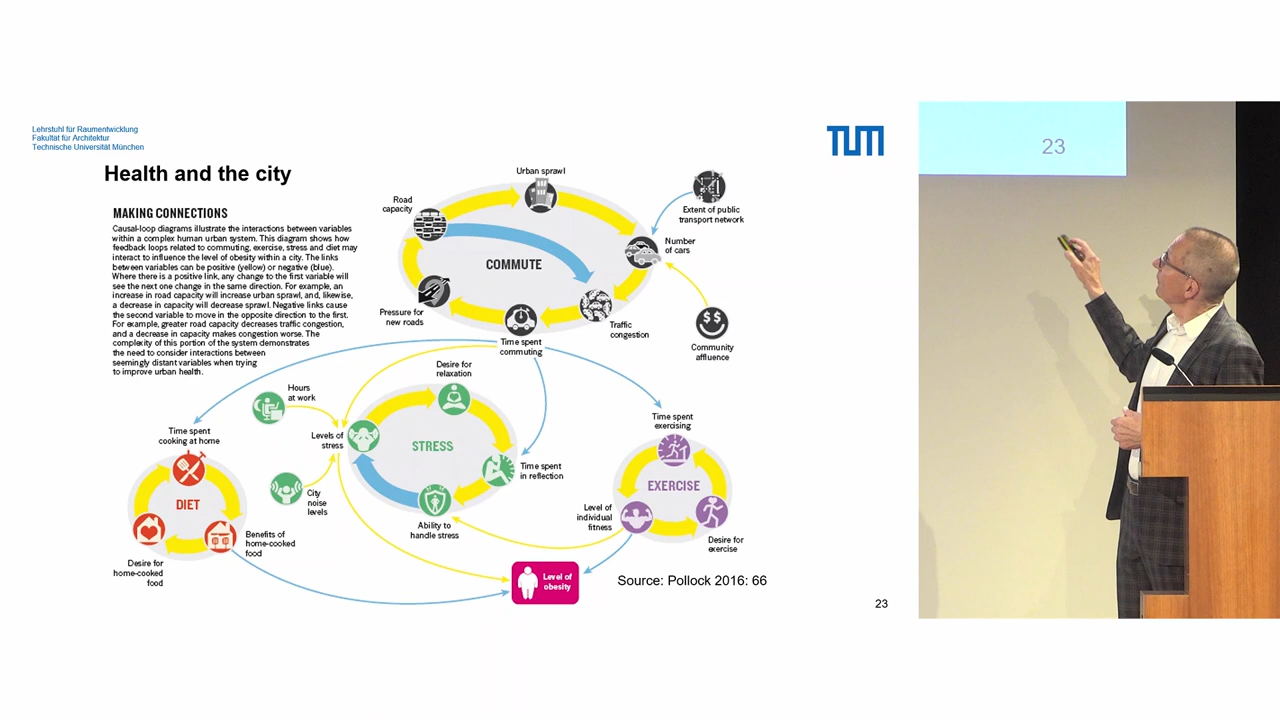 Lehrstuhl für Raumentwicklung
Fakultät für Architektur
Technische Universität München
TUM
Health and the city
MAKING CONNECTIONS
Causal-loop diagrams illustrate the interactions between variables
within a complex human urban system. This diagram shows how
feedback loops related to commuting, exercise, stress and diet may
interact to influence the level of obesity within a city. The links
between variables can be positive (yellow) or negative (blue).
Where there is a positive link, any change to the first variable will
see the next one change in the same direction. For example, an
increase in road capacity will increase urban sprawl, and, likewise,
a decrease in capacity will decrease sprawl. Negative links cause
the second variable to move in the opposite direction to the first.
For example, greater road capacity decreases traffic congestion,
and a decrease in capacity makes congestion worse. The
complexity of this portion of the system demonstrates
the need to consider interactions between
seemingly distant variables when trying
to improve urban health.
Urban sprawl
Road
capacity
Extent of public
transport network
Number
of cars
COMMUTE
Pressure for
new roads
Traffic
congestion
Time spent
commuting
$$
Community
affluence
Desire for
relaxation
Hours
at work
Levels of
stress
STRESS
Time spent
in reflection
City
noise
levels
Ability to
handle stress
Time spent
cooking at home
DIET
Benefits of
home-cooked
food
Desire for
home-cooked
food
Time spent
exercising
EXERCISE
Level of
individual
fitness
Desire for
exercise
Level of
obesity
Source: Pollock 2016: 66
23
23